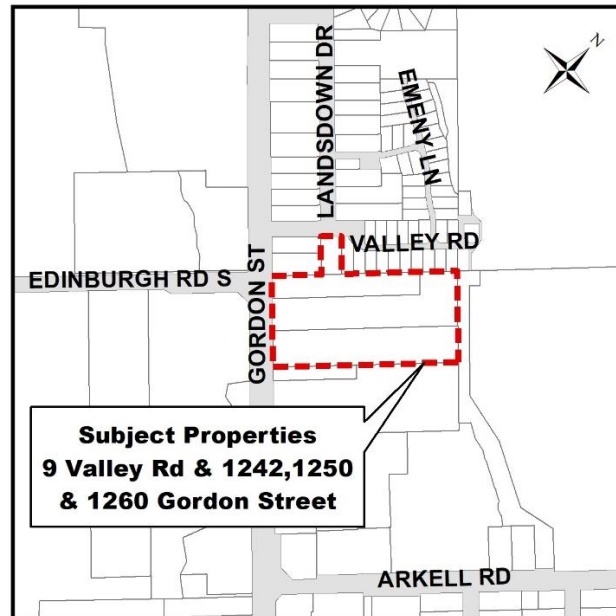 N
LANDSDOWN DR
EMENY LN
VALLEY RD
EDINBURGH RD S
GORDON ST
Subject Properties
9 Valley Rd & 1242,1250
& 1260 Gordon Street
ARKELL RD